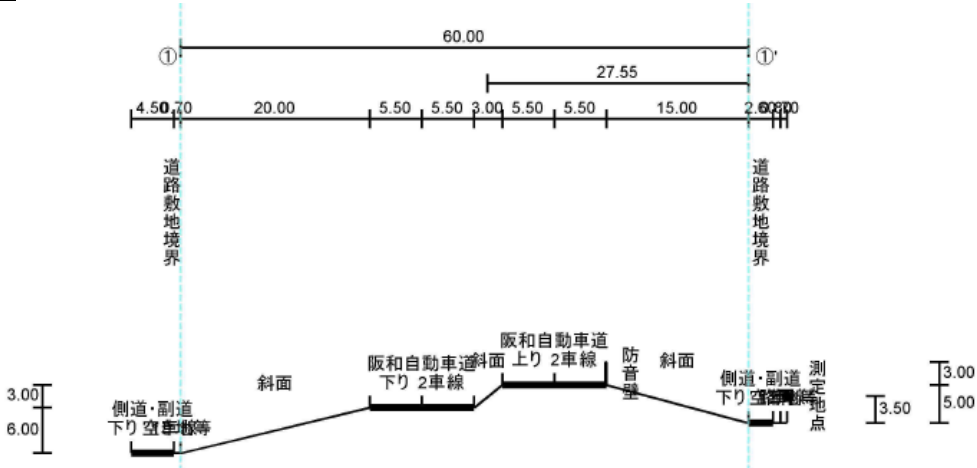 60.00
①
①'
27.55
4.50
0.70
20.00
5.50
5.50
3.00
5.50
5.50
15.00
2.60
道路敷地境界
道路敷地境界
阪和自動車道
上り 2車線
阪和自動車道
下り 2車線
斜面
斜面
防音壁
斜面
側道・副道
下り
側道・副道
下り
測定地点
3.00
6.00
3.50
3.00
5.00